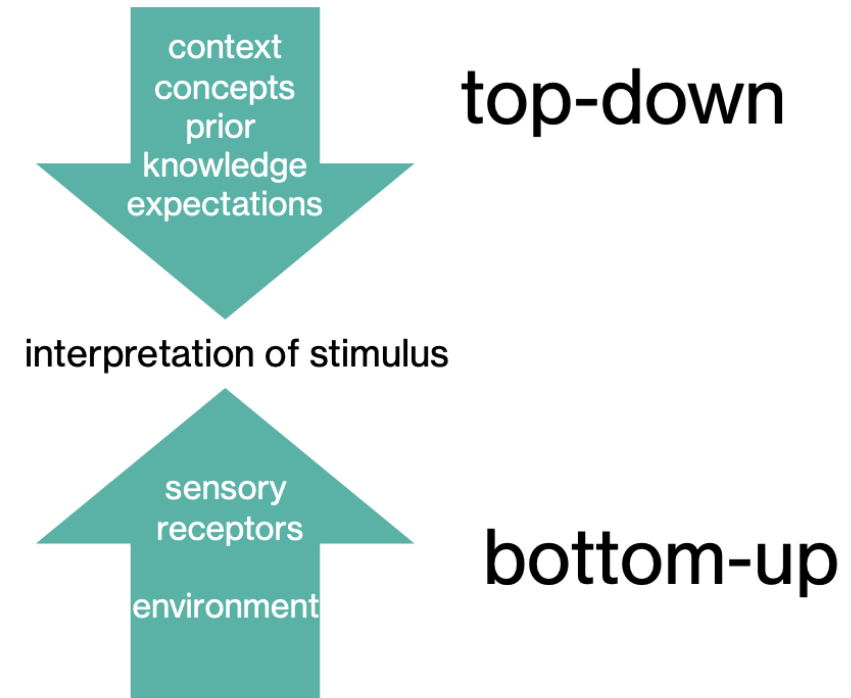 context
concepts
prior
knowledge
expectations
top-down
interpretation of stimulus
sensory
receptors
environment
bottom-up